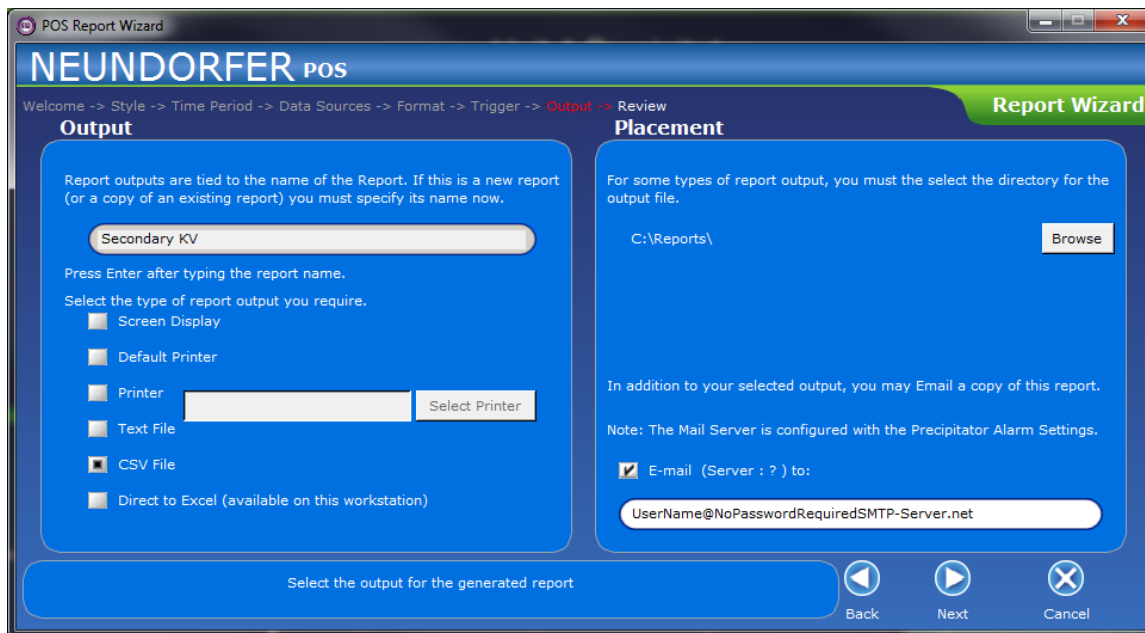 POS Report Wizard
NEUNDORFER POS
Welcome -> Style -> Time Period -> Data Sources -> Format -> Trigger -> Output -> Review
Report Wizard
Output
Report outputs are tied to the name of the Report. If this is a new report
(or a copy of an existing report) you must specify its name now.
Secondary KV
Press Enter after typing the report name.
Select the type of report output you require.
Screen Display
Default Printer
Printer
Select Printer
Text File
CSV File
Direct to Excel (available on this workstation)
Placement
For some types of report output, you must the select the directory for the
output file.
C:\Reports\
Browse
In addition to your selected output, you may Email a copy of this report.
Note: The Mail Server is configured with the Precipitator Alarm Settings.
E-mail (Server : ? ) to:
UserName@NoPasswordRequiredSMTP-Server.net
Select the output for the generated report
Back
Next
Cancel